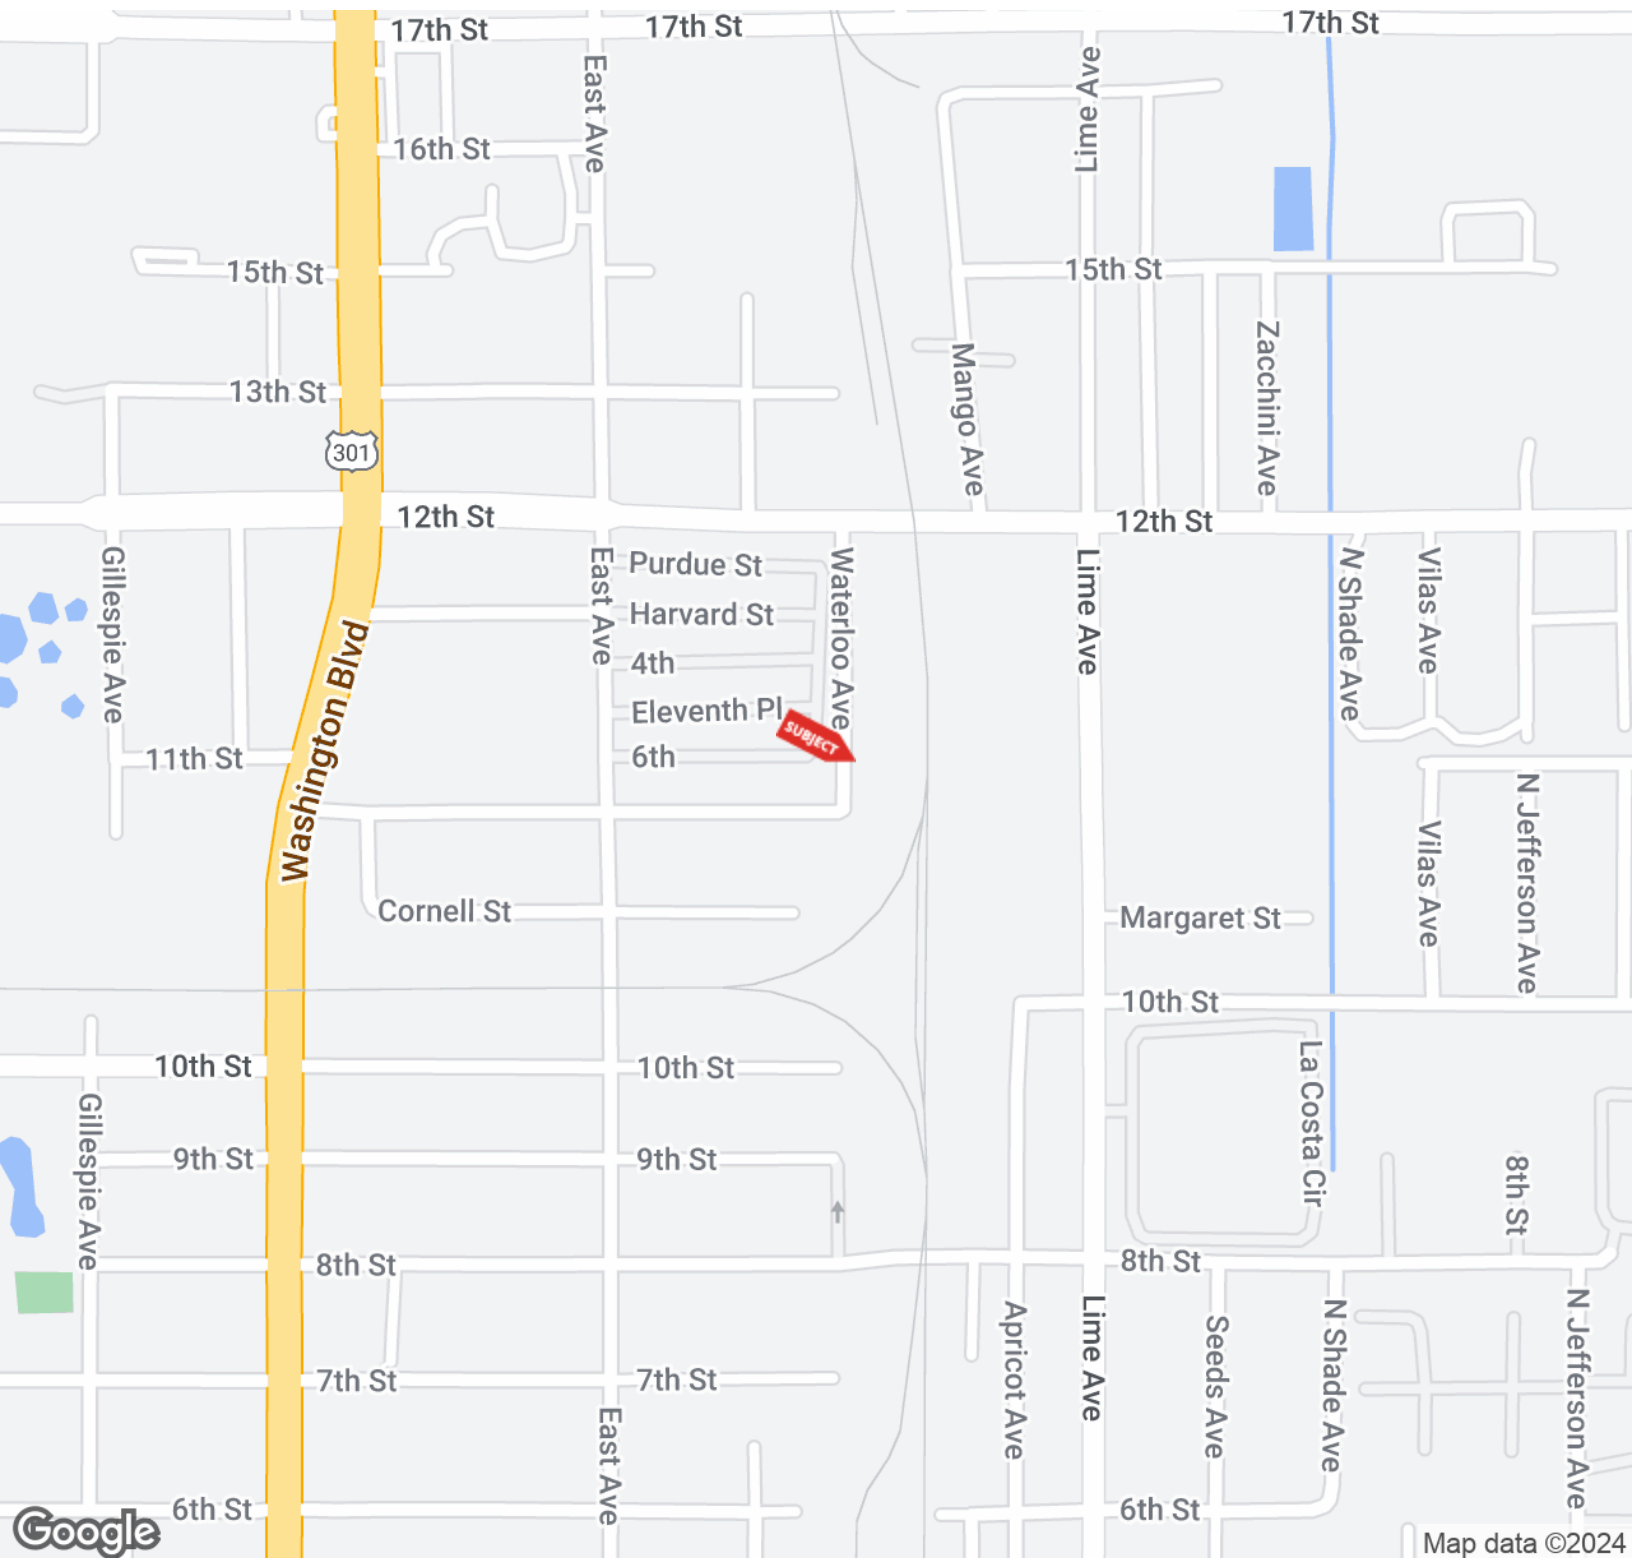 17th St
17th St
17th St
East Ave
Lime Ave
16th St
15th St
15th St
Zacchini Ave
Mango Ave
13th St
301
12th St
12th St
Gillespie Ave
East Ave
Purdue St
Waterloo Ave
Lime Ave
N Shade Ave
Vilas Ave
Harvard St
Washington Blvd
4th
Eleventh Pl
SUBJECT
11th St
6th
N Jefferson Ave
Vilas Ave
Cornell St
Margaret St
10th St
La Costa Cir
10th St
10th St
Gillespie Ave
9th St
9th St
8th St
8th St
8th St
Apricot Ave
Lime Ave
Seeds Ave
N Shade Ave
N Jefferson Ave
7th St
7th St
East Ave
6th St
6th St
Google
Map data ©2024